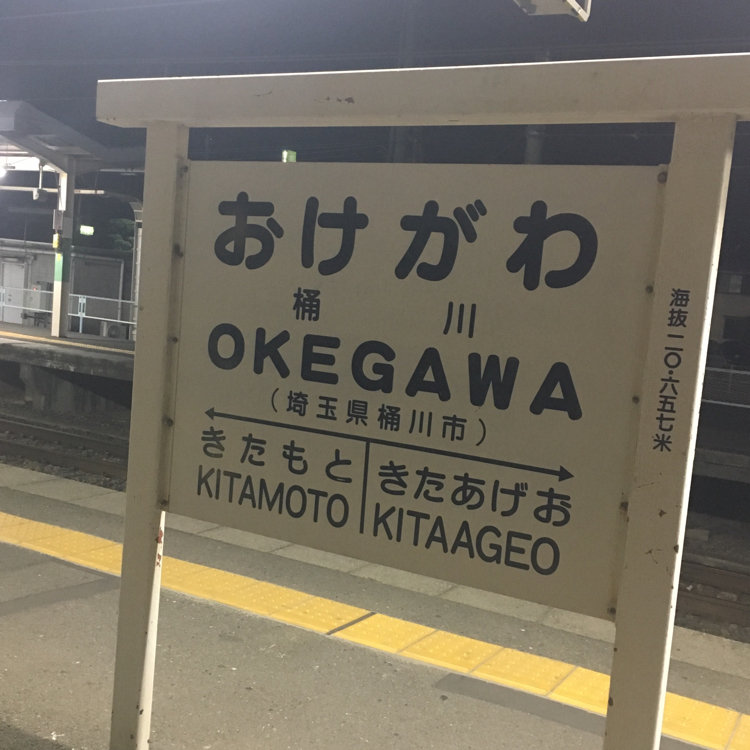 おけがわ
桶 川
OKEGAWA
(埼玉県桶川市)
きたもと
KITAMOTO
きたあげお
KITAAGEO
海抜二〇・六五七米